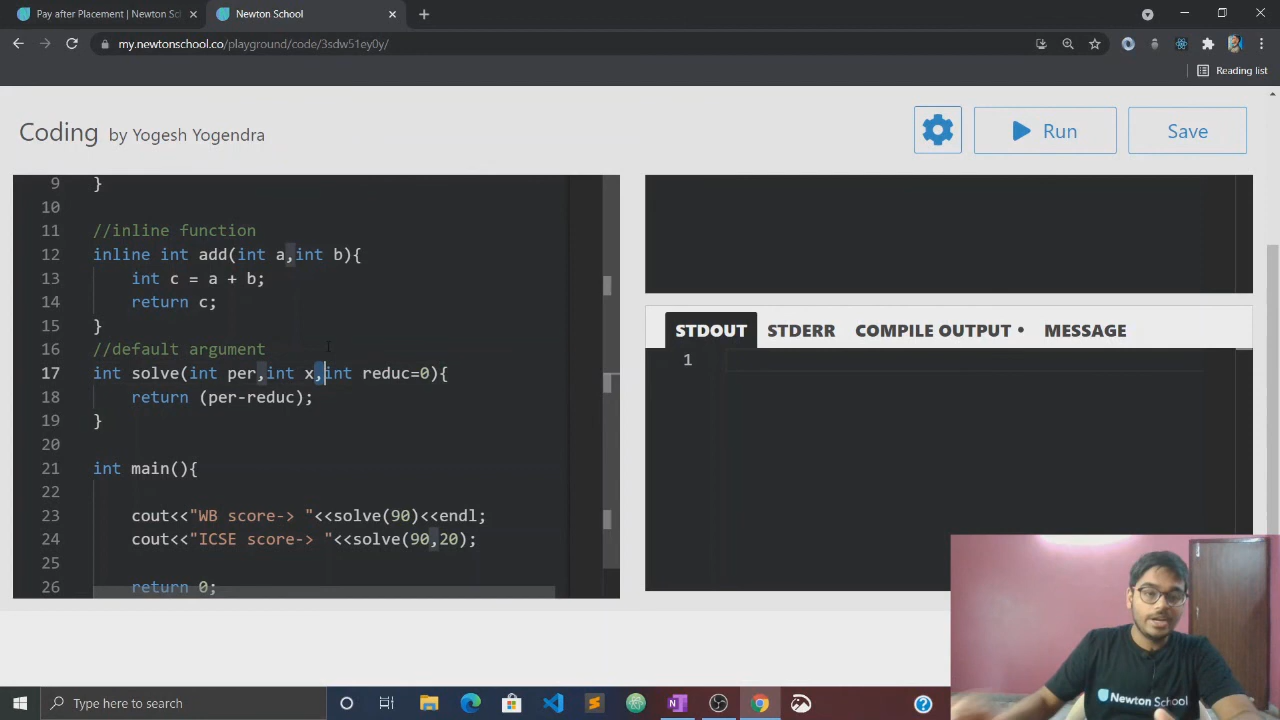 Pay after Placement | Newton Sc
Newton School
my.newtonschool.co/playground/code/3sdw51ey0y/
Reading list
Coding by Yogesh Yogendra
Run
Save
9 }
10
11 //inline function
12 inline int add(int a,int b){
13 int c = a + b;
14 return c;
15 }
16 //default argument
17 int solve(int per,int x,int reduc=0){
18 return (per-reduc);
19 }
20
21 int main(){
22
23 cout<<"WB score-> "<<solve(90)<<endl;
24 cout<<"ICSE score-> "<<solve(90,20);
25
26 return 0;
STDOUT STDERR COMPILE OUTPUT • MESSAGE
1
Newton School
Type here to search